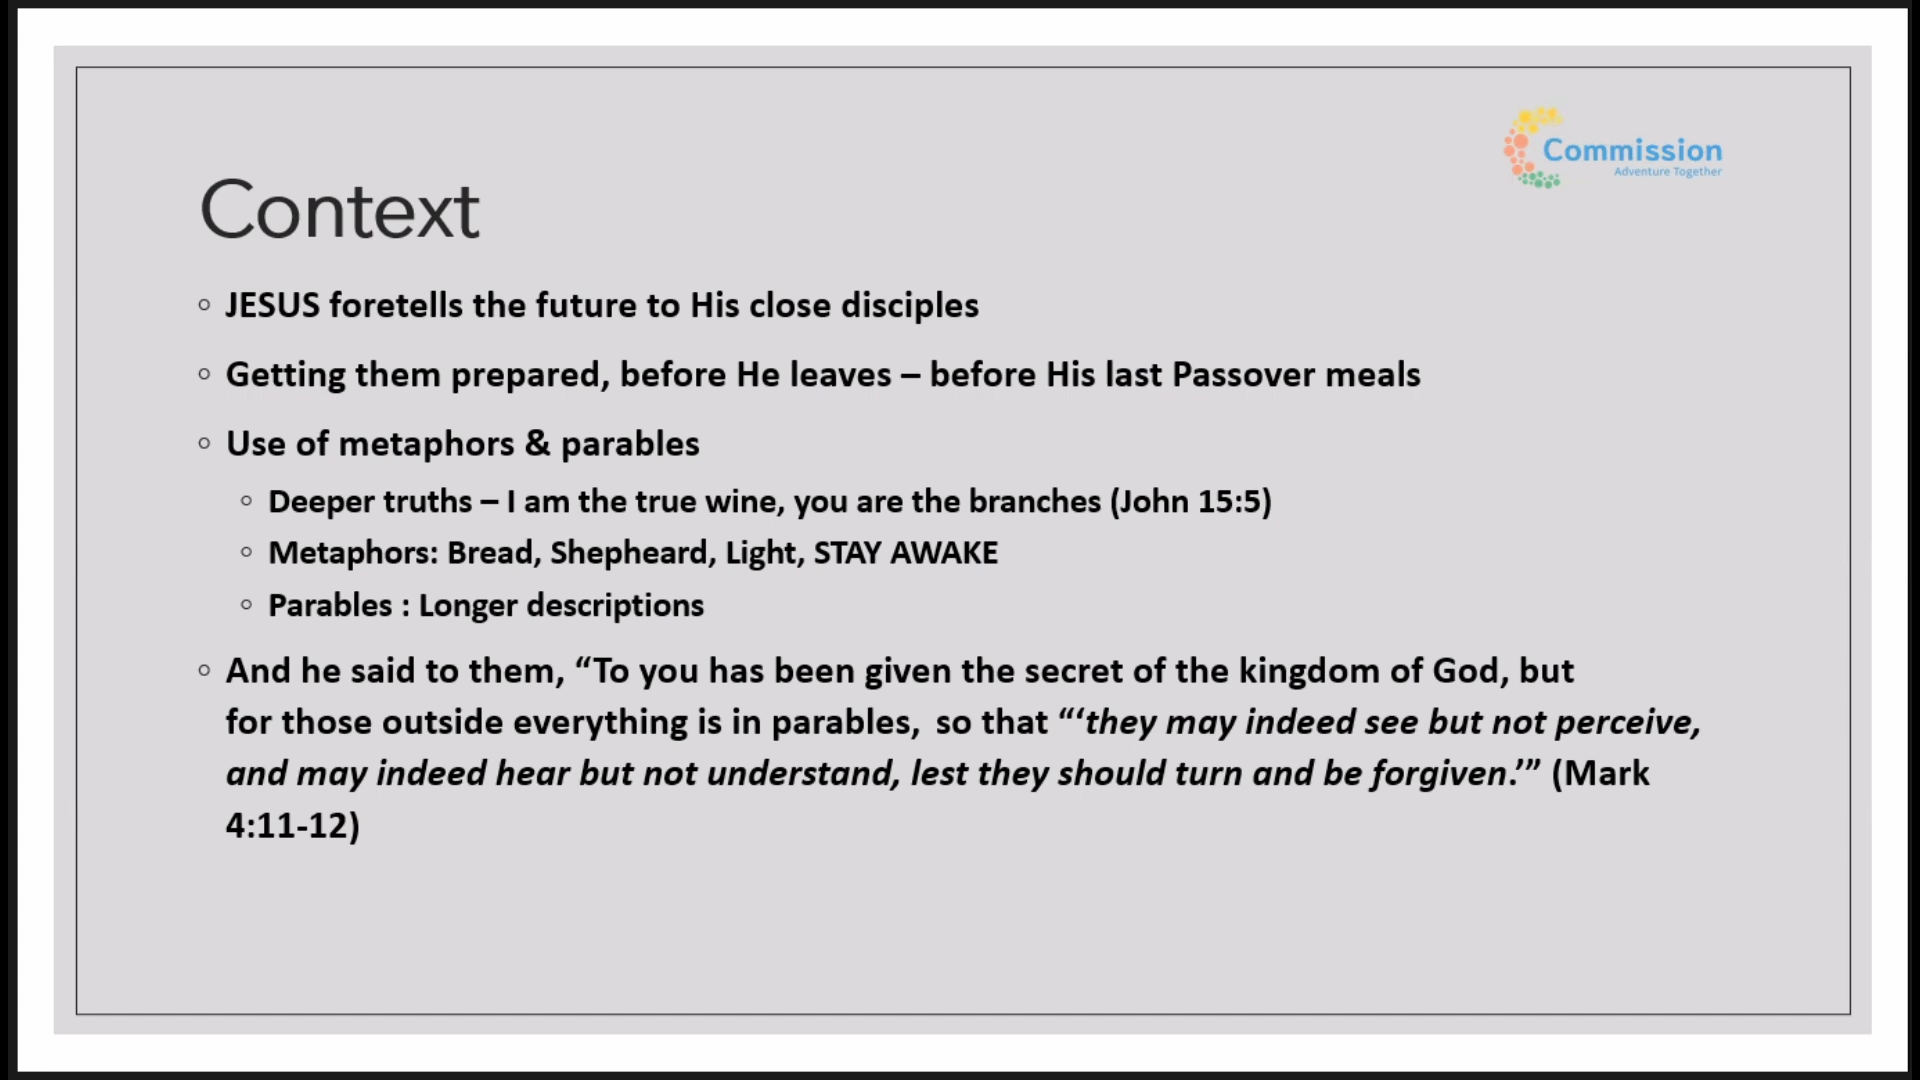 Commission
Adventure Together
Context
◦ JESUS foretells the future to His close disciples
◦ Getting them prepared, before He leaves – before His last Passover meals
◦ Use of metaphors & parables
◦ Deeper truths – I am the true wine, you are the branches (John 15:5)
◦ Metaphors: Bread, Shepheard, Light, STAY AWAKE
◦ Parables : Longer descriptions
◦ And he said to them, “To you has been given the secret of the kingdom of God, but
for those outside everything is in parables, so that “‘they may indeed see but not perceive,
and may indeed hear but not understand, lest they should turn and be forgiven.’” (Mark
4:11-12)